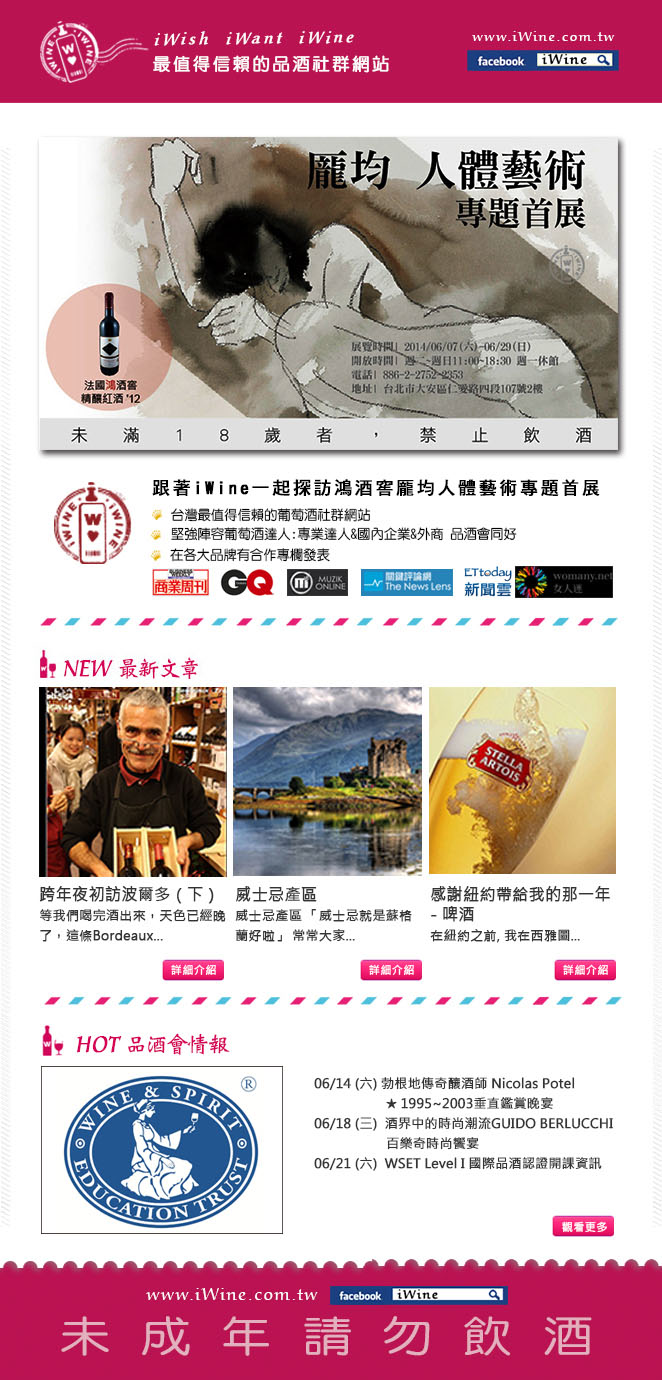 iWish iWant iWine
最值得信賴的品酒社群網站
www.iWine.com.tw
facebook iWine
IWINE IWINE W
龐均 人體藝術
專題首展
展覽時間| 2014/06/07(六)-06/29(日)
開放時間| 週二~週日11:00~18:30 週一休館
電話| 886-2-2752-2353
地址| 台北市大安區仁愛路四段107號2樓
法國鴻酒窖
精釀紅酒 '12
未滿18歲者，禁止飲酒
跟著iWine一起探訪鴻酒窖龐均人體藝術專題首展
IWINE IWINE W
台灣最值得信賴的葡萄酒社群網站
堅強陣容葡萄酒達人:專業達人&國內企業&外商 品酒會同好
在各大品牌有合作專欄發表
商業周刊
GQ
MUZIK ONLINE
關鍵評論網
The News Lens
ETtoday
新聞雲
womany.net
女人迷
NEW 最新文章
STELLA ARTOIS
跨年夜初訪波爾多（下）
等我們喝完酒出來，天色已經晚
了，這條Bordeaux...
詳細介紹
威士忌產區
威士忌產區「威士忌就是蘇格
蘭好啦」 常常大家...
詳細介紹
感謝紐約帶給我的那一年
- 啤酒
在紐約之前, 我在西雅圖...
詳細介紹
HOT 品酒會情報
WINE & SPIRIT
EDUCATION TRUST
®
06/14 (六) 勃根地傳奇釀酒師 Nicolas Potel
★ 1995~2003垂直鑑賞晚宴
06/18 (三) 酒界中的時尚潮流GUIDO BERLUCCHI
百樂奇時尚饗宴
06/21 (六) WSET Level I 國際品酒認證開課資訊
觀看更多
www.iWine.com.tw
facebook iWine
未成年請勿飲酒